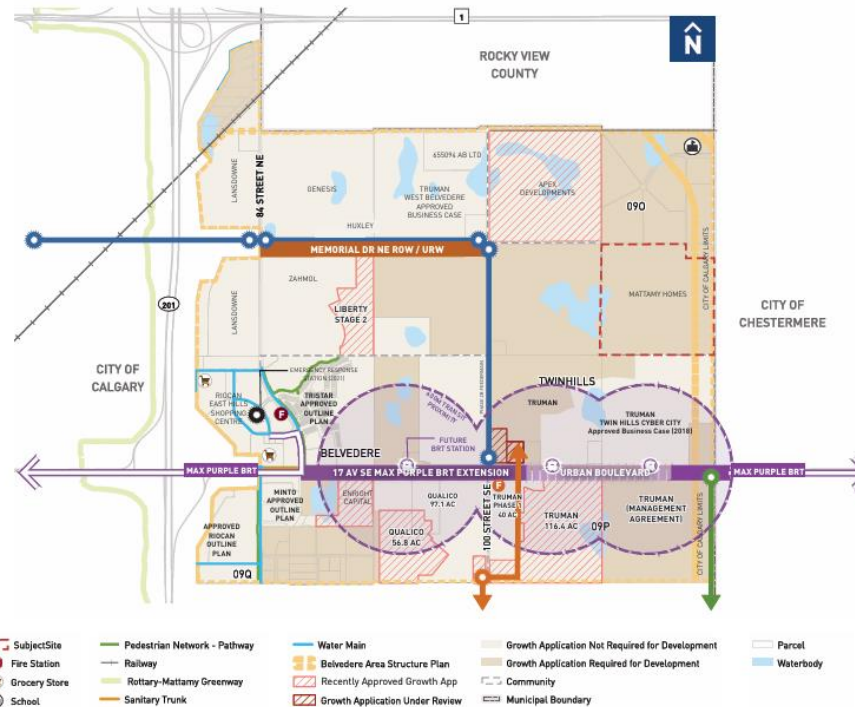 1
N
ROCKY VIEW
COUNTY
LANSDOWNE
84 STREET NE
GENESIS
655094 AB LTD
TRUMAN
WEST BELVEDERE
APPROVED
BUSINESS CASE
APEX
DEVELOPMENTS
09O
HUXLEY
MEMORIAL DR NE ROW / URW
ZAHMOL
LANSDOWNE
LIBERTY
STAGE 2
MATTAMY HOMES
CITY OF CALGARY LIMITS
201
CITY OF
CHESTERMERE
CITY OF
CALGARY
EMERGENCY RESPONSE
STATION (2021)
RIOCAN
EAST HILLS
SHOPPING
CENTRE
F
TRISTAR
APPROVED
OUTLINE
PLAN
600M TRANSIT
PROXIMITY
TWINHILLS
TRUMAN
TRUMAN
TWIN HILLS CYBER CITY
Approved Business Case (2018)
FUTURE
BRT STATION
BELVEDERE
MAX PURPLE BRT
17 AV SE MAX PURPLE BRT EXTENSION
URBAN BOULEVARD
MAX PURPLE BRT
MINTO
APPROVED
OUTLINE
PLAN
ENRIGHT
CAPITAL
QUALICO
97.1 AC
F
TRUMAN
PHASE 1
40 AC
100 STREET SE
TRUMAN
116.4 AC
09P
TRUMAN
(MANAGEMENT
AGREEMENT)
CITY OF CALGARY LIMITS
APPROVED
RIOCAN
OUTLINE
PLAN
QUALICO
56.8 AC
09Q
SubjectSite
Fire Station
Grocery Store
School
Pedestrian Network - Pathway
Railway
Rottary-Mattamy Greenway
Sanitary Trunk
Water Main
Belvedere Area Structure Plan
Recently Approved Growth App
Growth Application Under Review
Growth Application Not Required for Development
Growth Application Required for Development
Community
Municipal Boundary
Parcel
Waterbody